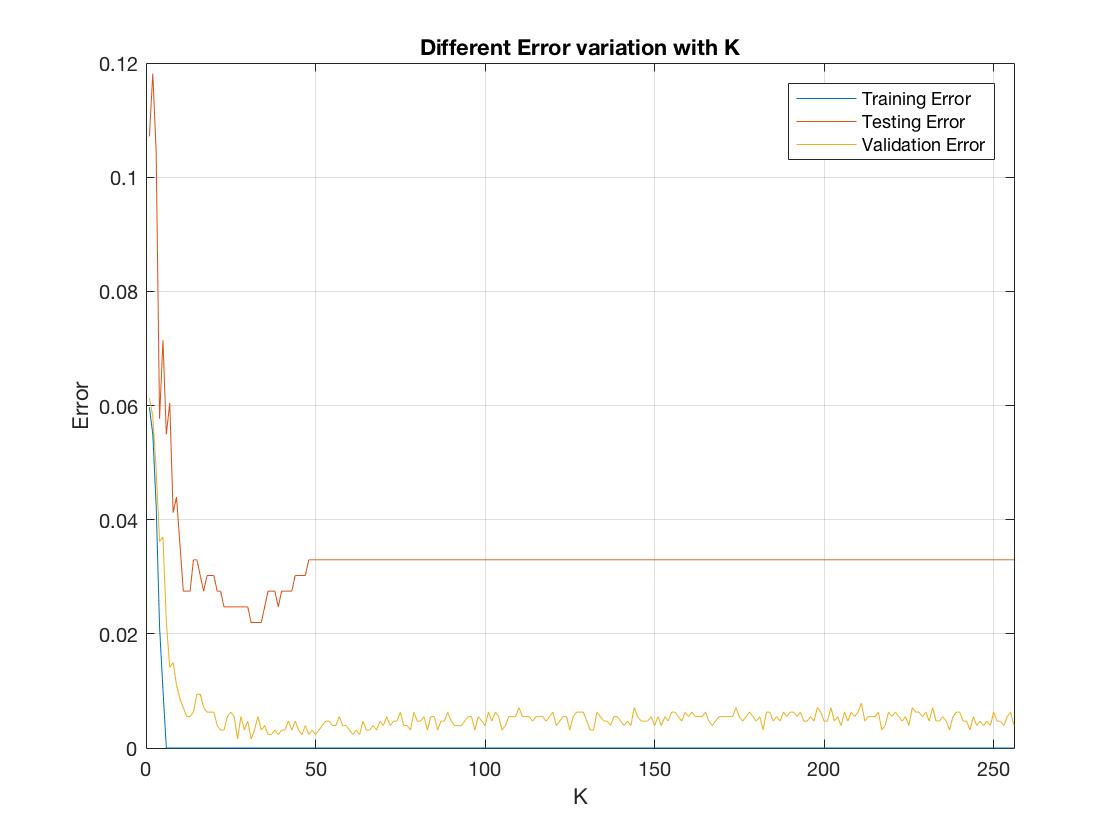 Different Error variation with K
0.12
0.1
0.08
0.06
0.04
0.02
0
Error
Training Error
Testing Error
Validation Error
0 50 100 150 200 250
K